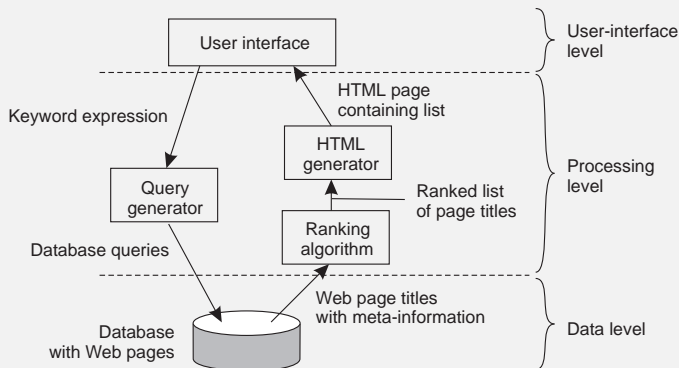 User interface
User-interface
level
HTML page
containing list
Keyword expression
HTML
generator
Processing
level
Query
generator
Ranked list
of page titles
Ranking
algorithm
Database queries
Web page titles
with meta-information
Database
with Web pages
Data level